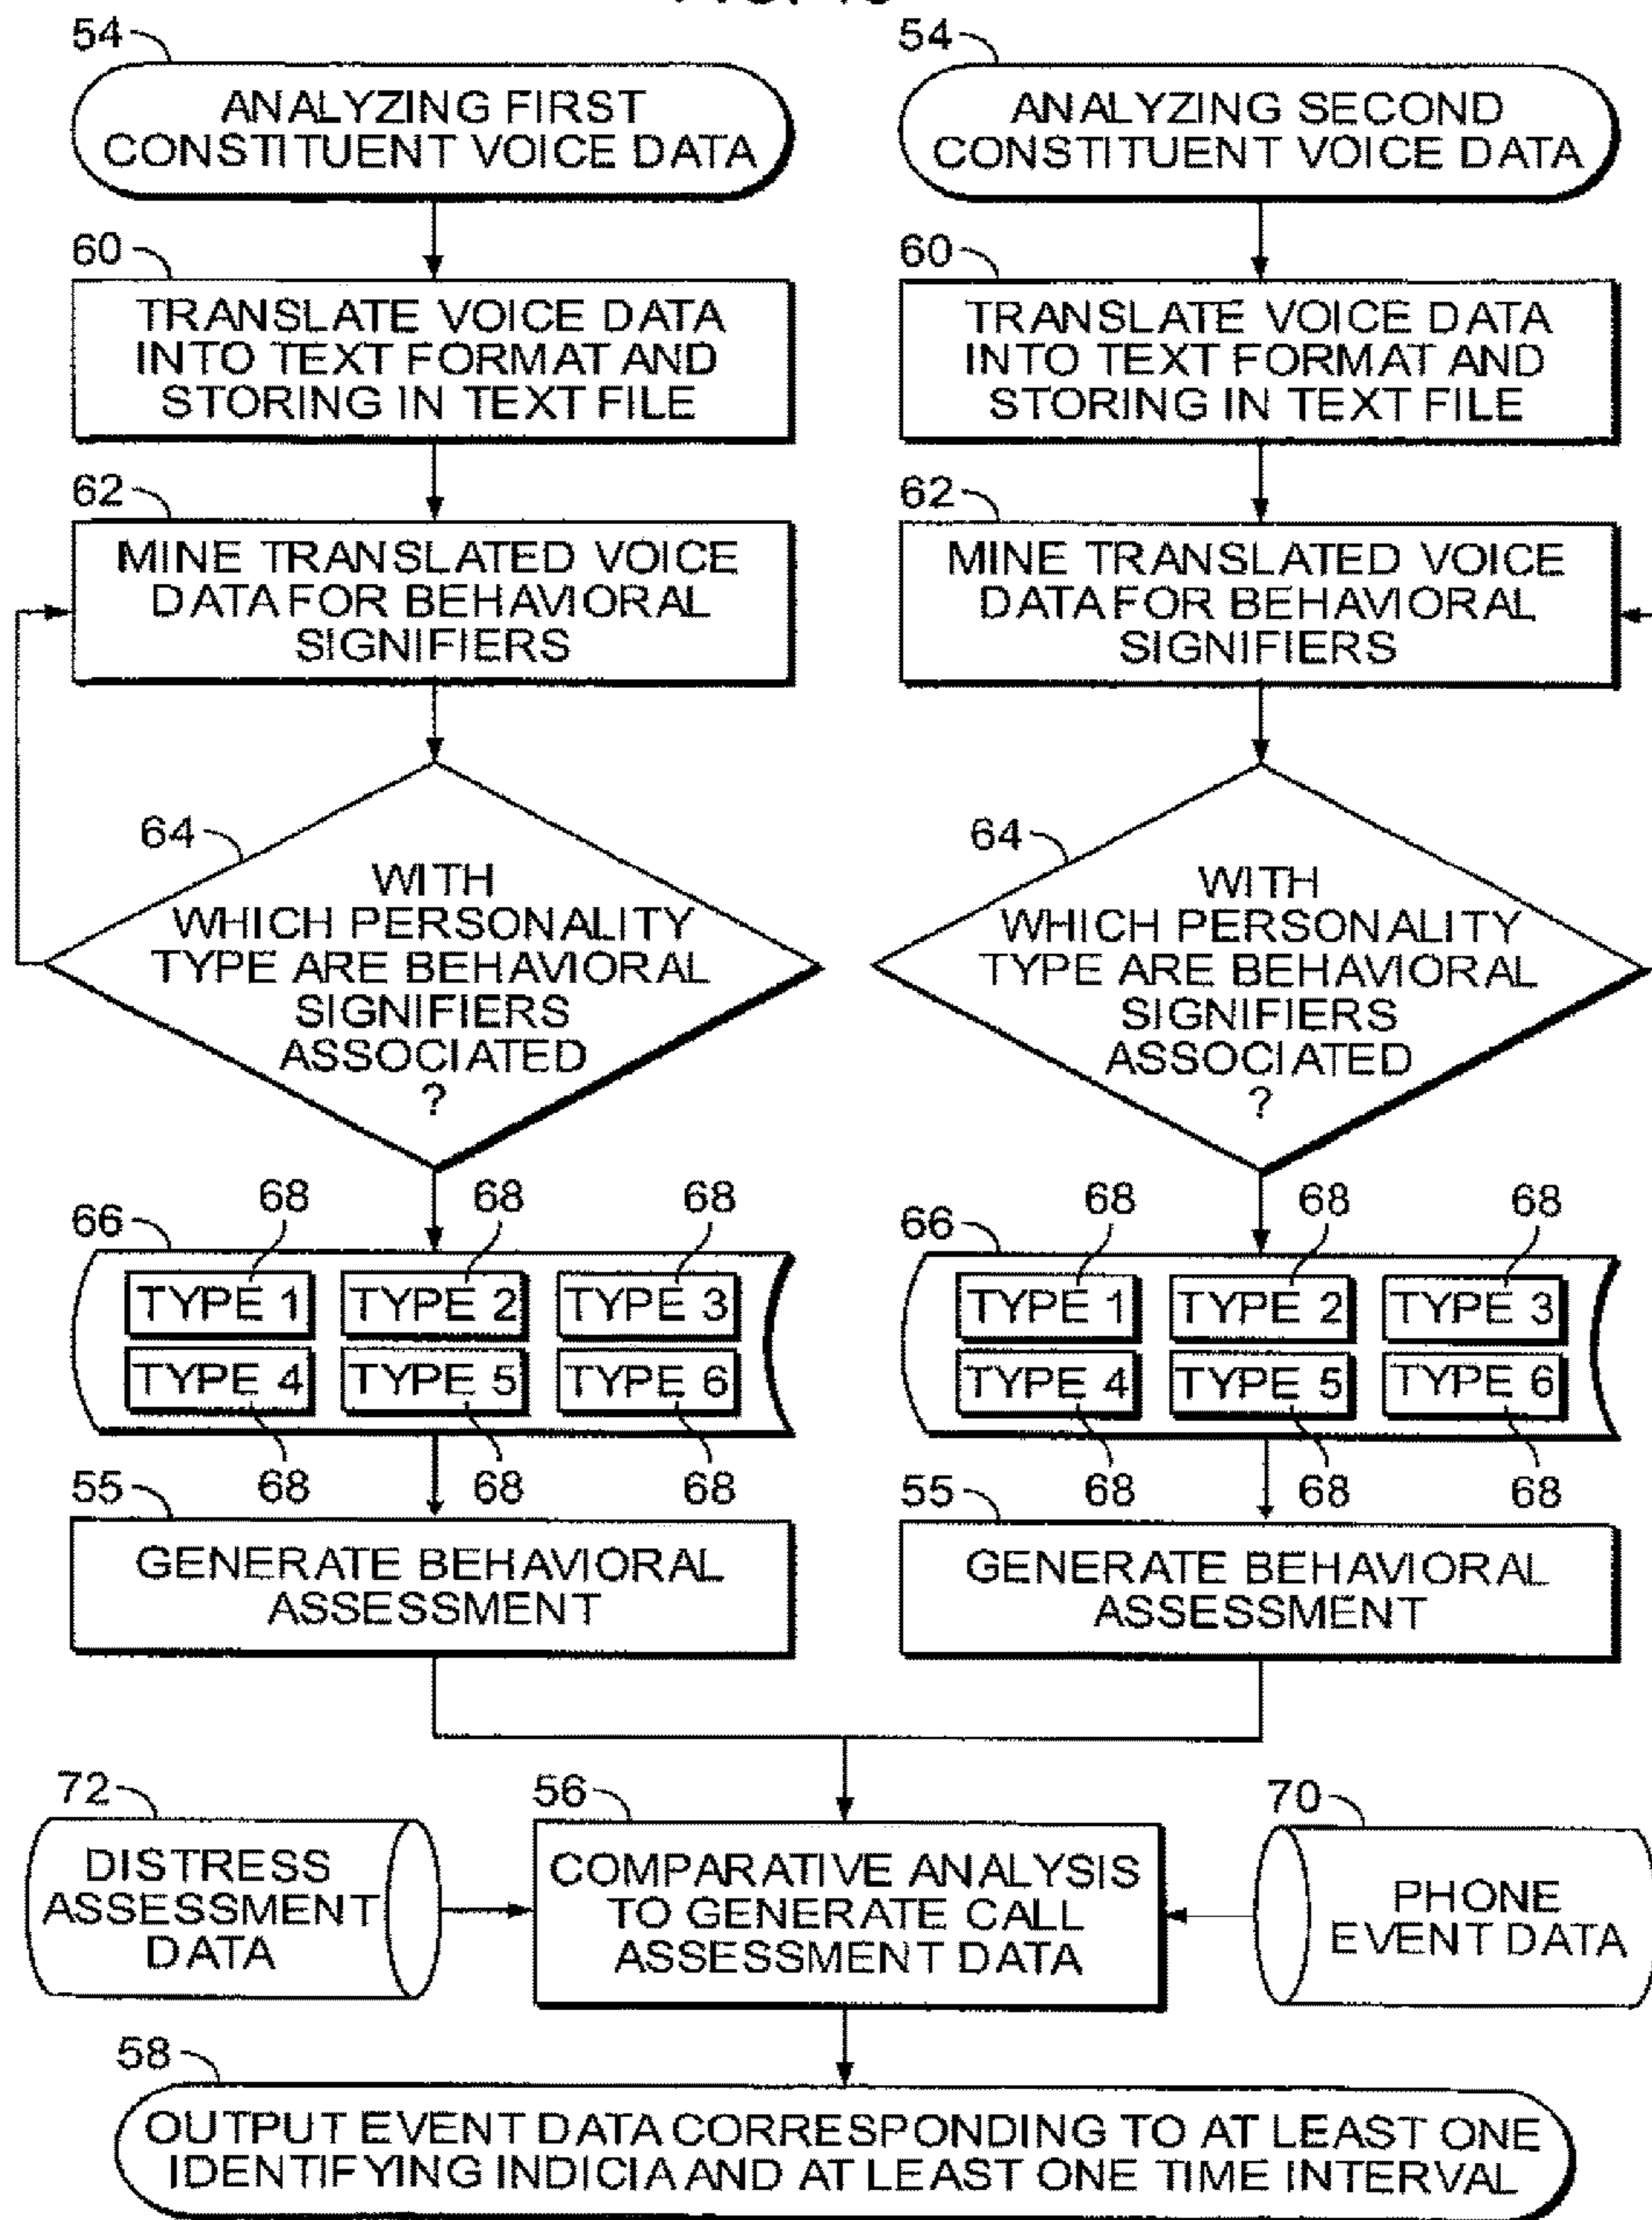 54
ANALYZING FIRST
CONSTITUENT VOICE DATA
60
TRANSLATE VOICE DATA
INTO TEXT FORMAT AND
STORING IN TEXT FILE
62
MINE TRANSLATED VOICE
DATA FOR BEHAVIORAL
SIGNIFIERS
64
WITH
WHICH PERSONALITY
TYPE ARE BEHAVIORAL
SIGNIFIERS
ASSOCIATED
?
66
68 68 68
TYPE 1 TYPE 2 TYPE 3
TYPE 4 TYPE 5 TYPE 6
68 68 68
55
GENERATE BEHAVIORAL
ASSESSMENT
54
ANALYZING SECOND
CONSTITUENT VOICE DATA
60
TRANSLATE VOICE DATA
INTO TEXT FORMAT AND
STORING IN TEXT FILE
62
MINE TRANSLATED VOICE
DATA FOR BEHAVIORAL
SIGNIFIERS
64
WITH
WHICH PERSONALITY
TYPE ARE BEHAVIORAL
SIGNIFIERS
ASSOCIATED
?
66
68 68 68
TYPE 1 TYPE 2 TYPE 3
TYPE 4 TYPE 5 TYPE 6
68 68 68
55
GENERATE BEHAVIORAL
ASSESSMENT
72
DISTRESS
ASSESSMENT
DATA
56
COMPARATIVE ANALYSIS
TO GENERATE CALL
ASSESSMENT DATA
70
PHONE
EVENT DATA
58
OUTPUT EVENT DATA CORRESPONDING TO AT LEAST ONE
IDENTIFYING INDICIA AND AT LEAST ONE TIME INTERVAL